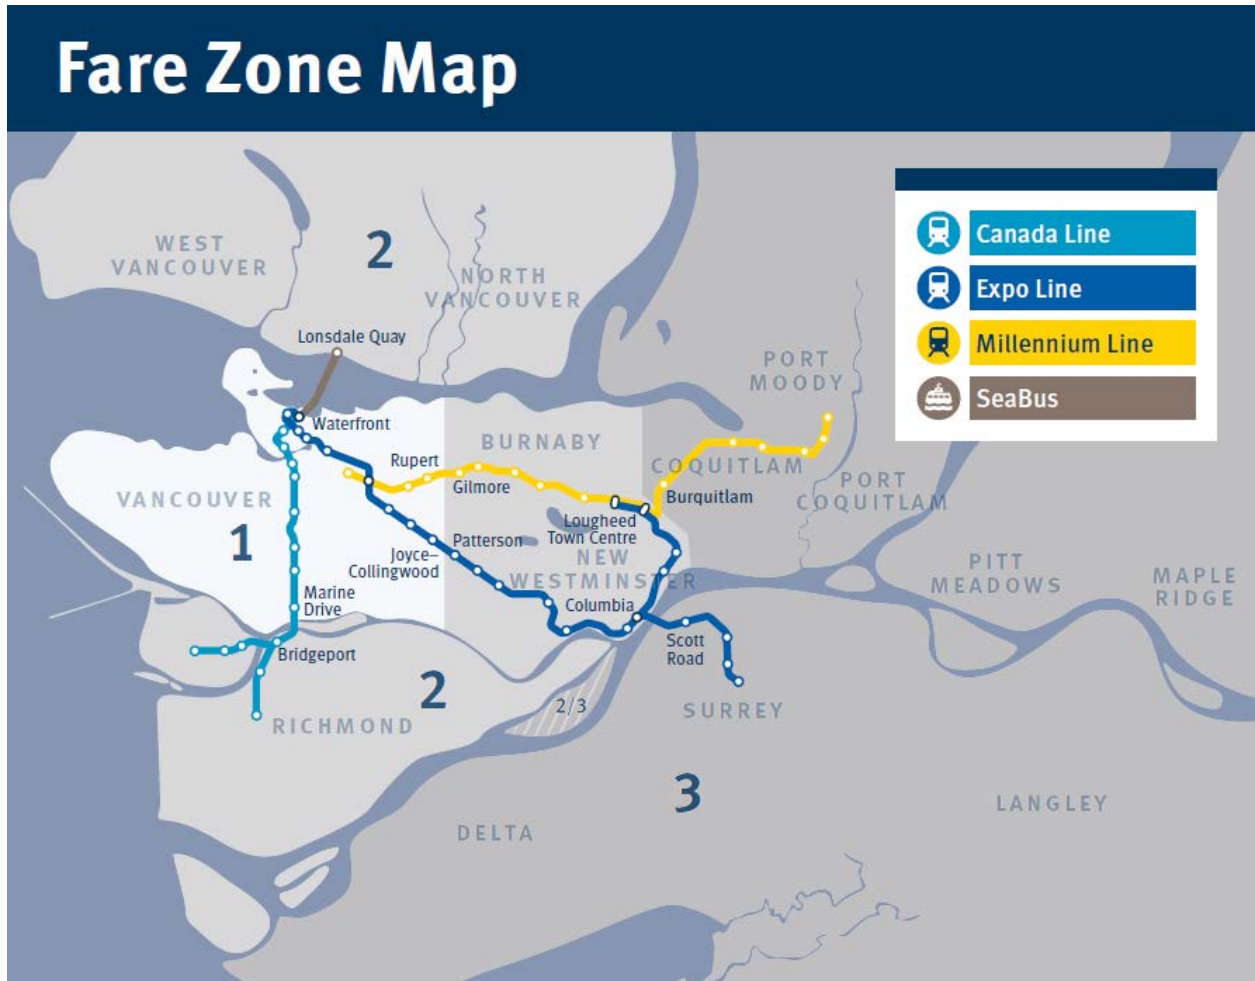 Fare Zone Map
Canada Line
Expo Line
Millennium Line
SeaBus
WEST
VANCOUVER
2
NORTH
VANCOUVER
Lonsdale Quay
PORT
MOODY
Waterfront
BURNABY
Rupert
Gilmore
COQUITLAM
Burquitlam
PORT
COQUITLAM
VANCOUVER
1
Lougheed
Town Centre
Patterson
Joyce–
Collingwood
NEW
WESTMINSTER
PITT
MEADOWS
MAPLE
RIDGE
Marine
Drive
Columbia
Scott
Road
Bridgeport
2
RICHMOND
2/3
SURREY
3
LANGLEY
DELTA